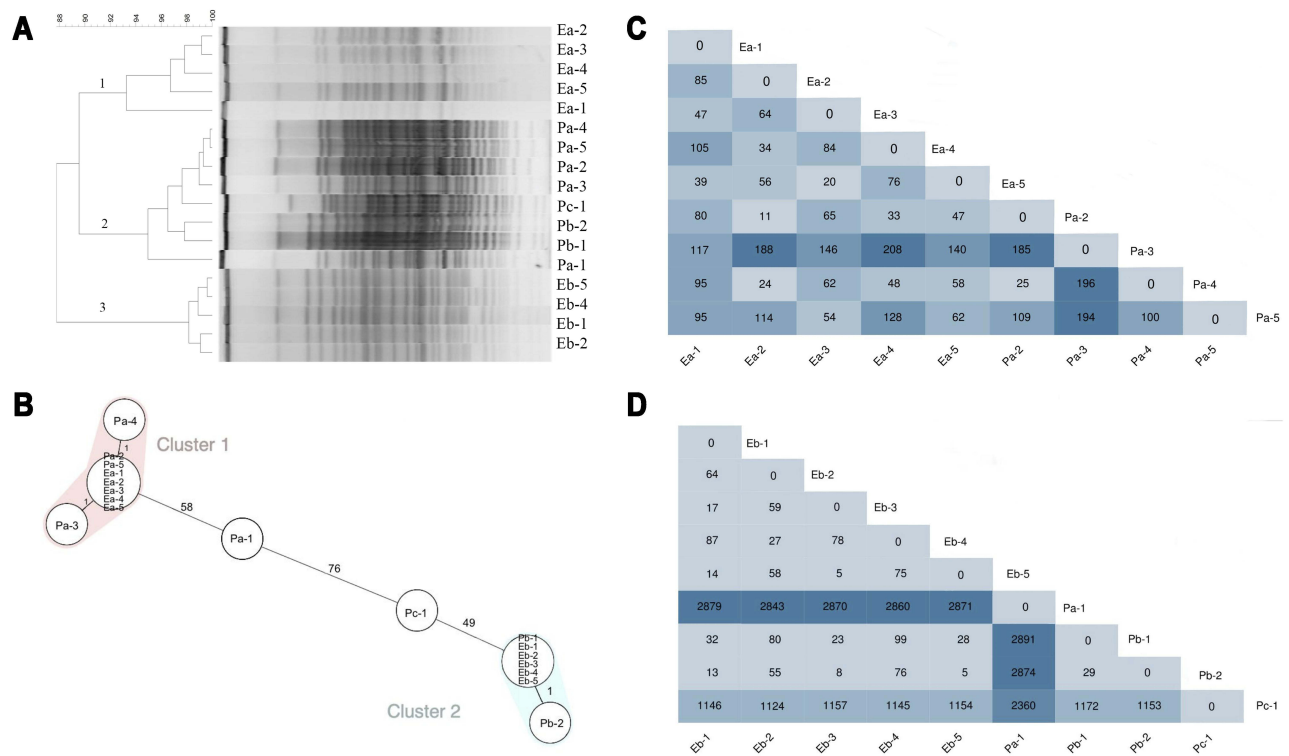 A
88 90 92 94 96 98 100
Ea-2
Ea-3
Ea-4
Ea-5
Ea-1
Pa-4
Pa-5
Pa-2
Pa-3
Pc-1
Pb-2
Pb-1
Pa-1
Eb-5
Eb-4
Eb-1
Eb-2
1
2
3
B
Pa-4
1
Cluster 1
Pa-2
Pa-5
Ea-1
Ea-2
Ea-3
Ea-4
Ea-5
1
Pa-3
58
Pa-1
76
Pc-1
49
Pb-1
Eb-1
Eb-2
Eb-3
Eb-4
Eb-5
1
Pb-2
Cluster 2
C
0 Ea-1
85 0 Ea-2
47 64 0 Ea-3
105 34 84 0 Ea-4
39 56 20 76 0 Ea-5
80 11 65 33 47 0 Pa-2
117 188 146 208 140 185 0 Pa-3
95 24 62 48 58 25 196 0 Pa-4
95 114 54 128 62 109 194 100 0 Pa-5
Ea-1 Ea-2 Ea-3 Ea-4 Ea-5 Pa-2 Pa-3 Pa-4 Pa-5
D
0 Eb-1
64 0 Eb-2
17 59 0 Eb-3
87 27 78 0 Eb-4
14 58 5 75 0 Eb-5
2879 2843 2870 2860 2871 0 Pa-1
32 80 23 99 28 2891 0 Pb-1
13 55 8 76 5 2874 29 0 Pb-2
1146 1124 1157 1145 1154 2360 1172 1153 0 Pc-1
Eb-1 Eb-2 Eb-3 Eb-4 Eb-5 Pa-1 Pb-1 Pb-2 Pc-1